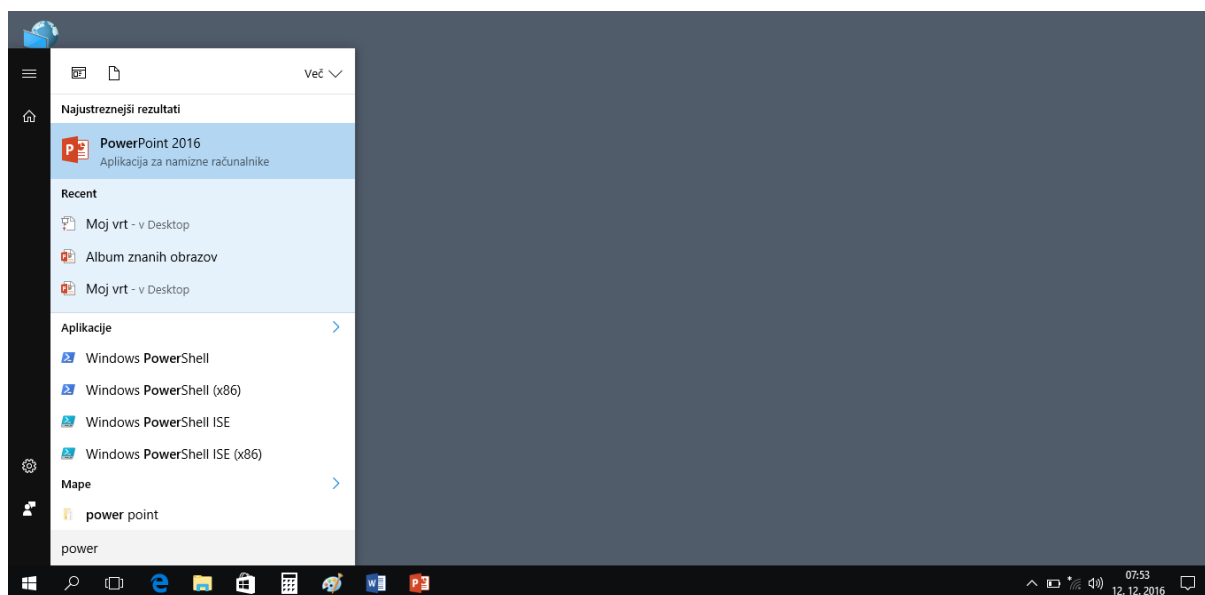 Več
Najustreznejši rezultati
PowerPoint 2016
Aplikacija za namizne računalnike
Recent
Moj vrt - v Desktop
Album znanih obrazov
Moj vrt - v Desktop
Aplikacije
Windows PowerShell
Windows PowerShell (x86)
Windows PowerShell ISE
Windows PowerShell ISE (x86)
Mape
power point
power
07:53
12. 12. 2016